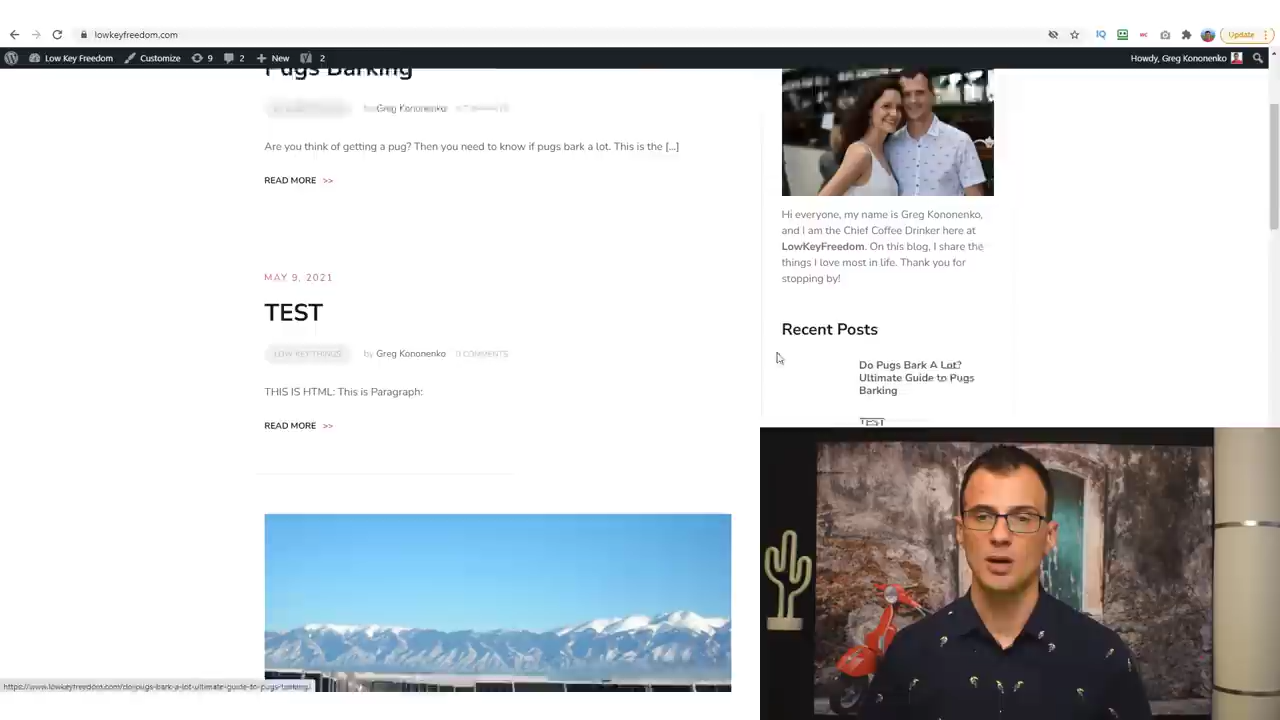 lowkeyfreedom.com
Update
Low Key Freedom
Customize
9
2
New
2
Howdy, Greg Kononenko
Pugs Barking
Greg Kononenko
Are you think of getting a pug? Then you need to know if pugs bark a lot. This is the [...]
READ MORE >>
MAY 9, 2021
TEST
LOW KEY THINGS
by Greg Kononenko
0 COMMENTS
THIS IS HTML: This is Paragraph:
READ MORE >>
Hi everyone, my name is Greg Kononenko,
and I am the Chief Coffee Drinker here at
LowKeyFreedom. On this blog, I share the
things I love most in life. Thank you for
stopping by!
Recent Posts
Do Pugs Bark A Lot?
Ultimate Guide to Pugs
Barking
TEST
https://www.lowkeyfreedom.com/do-pugs-bark-a-lot-ultimate-guide-to-pugs-barking/